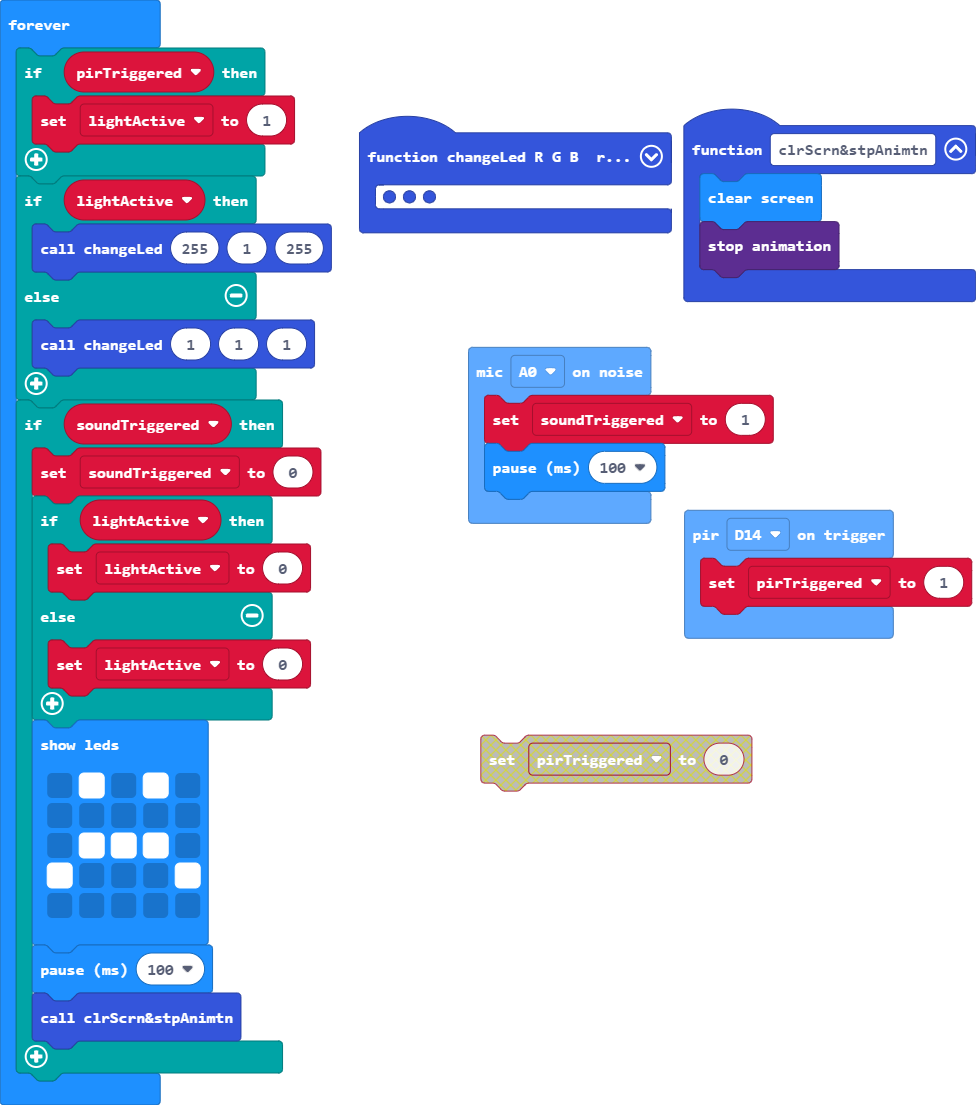 forever
if pirTriggered then
set lightActive to 1
if lightActive then
call changeLed 255 1 255
else
call changeLed 1 1 1
if soundTriggered then
set soundTriggered to 0
if lightActive then
set lightActive to 0
else
set lightActive to 0
show leds
pause (ms) 100
call clrScrn&stpAnimtn
function changeLed R G B r...
function clrScrn&stpAnimtn
clear screen
stop animation
mic A0 on noise
set soundTriggered to 1
pause (ms) 100
pir D14 on trigger
set pirTriggered to 1
set pirTriggered to 0